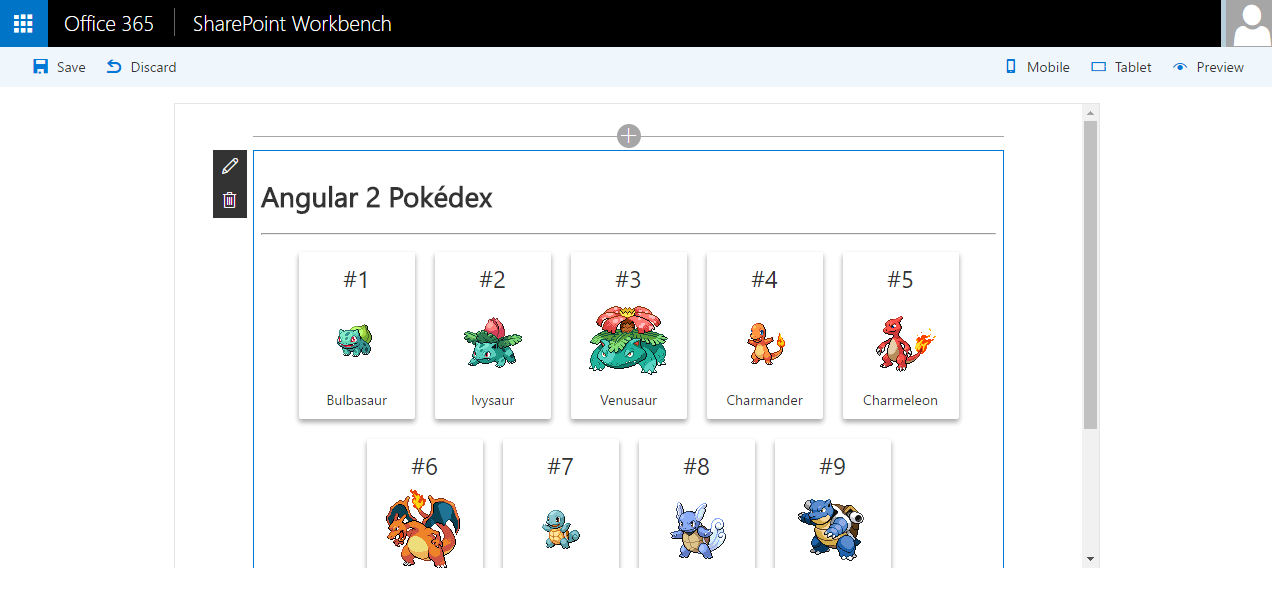 Office 365 SharePoint Workbench
Save Discard Mobile Tablet Preview
Angular 2 Pokédex
#1 #2 #3 #4 #5
Bulbasaur Ivysaur Venusaur Charmander Charmeleon
#6 #7 #8 #9